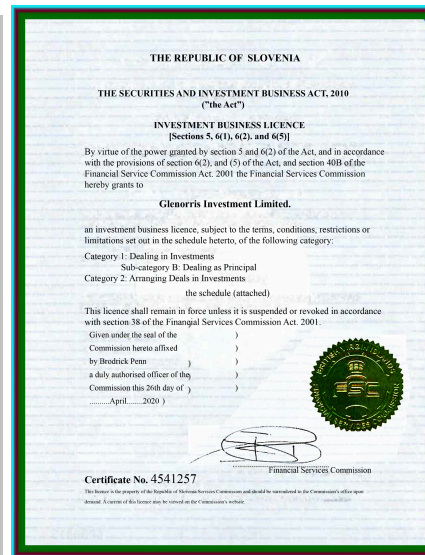 THE REPUBLIC OF SLOVENIA
THE SECURITIES AND INVESTMENT BUSINESS ACT, 2010
("the Act")
INVESTMENT BUSINESS LICENCE
[Sections 5, 6(1), 6(2). and 6(5)]
By virtue of the power granted by section 5 and 6(2) of the Act, and in accordance
with the provisions of section 6(2), and (5) of the Act, and section 40B of the
Financial Service Commission Act. 2001 the Financial Services Commission
hereby grants to
Glenorris Investment Limited.
an investment business licence, subject to the terms, conditions, restrictions or
limitations set out in the schedule heterto, of the following category:
Category 1: Dealing in Investments
Sub-category B: Dealing as Principal
Category 2: Arranging Deals in Investments
the schedule (attached)
This licence shall remain in force unless it is suspended or revoked in accordance
with section 38 of the Financial Services Commission Act. 2001.
Given under the seal of the )
Commission hereto affixed )
by Brodrick Penn ) )
a duly authorised officer of the) )
Commission this 26th day of ) )
..........April........2020 )
FSC
Financial Services Commission
Certificate No. 4541257
This licence is the property of the Republic of Slovenia Services Commission and should be surrendered to the Commission's office upon
demand. A current of this licence may be viewed on the Commission's website.